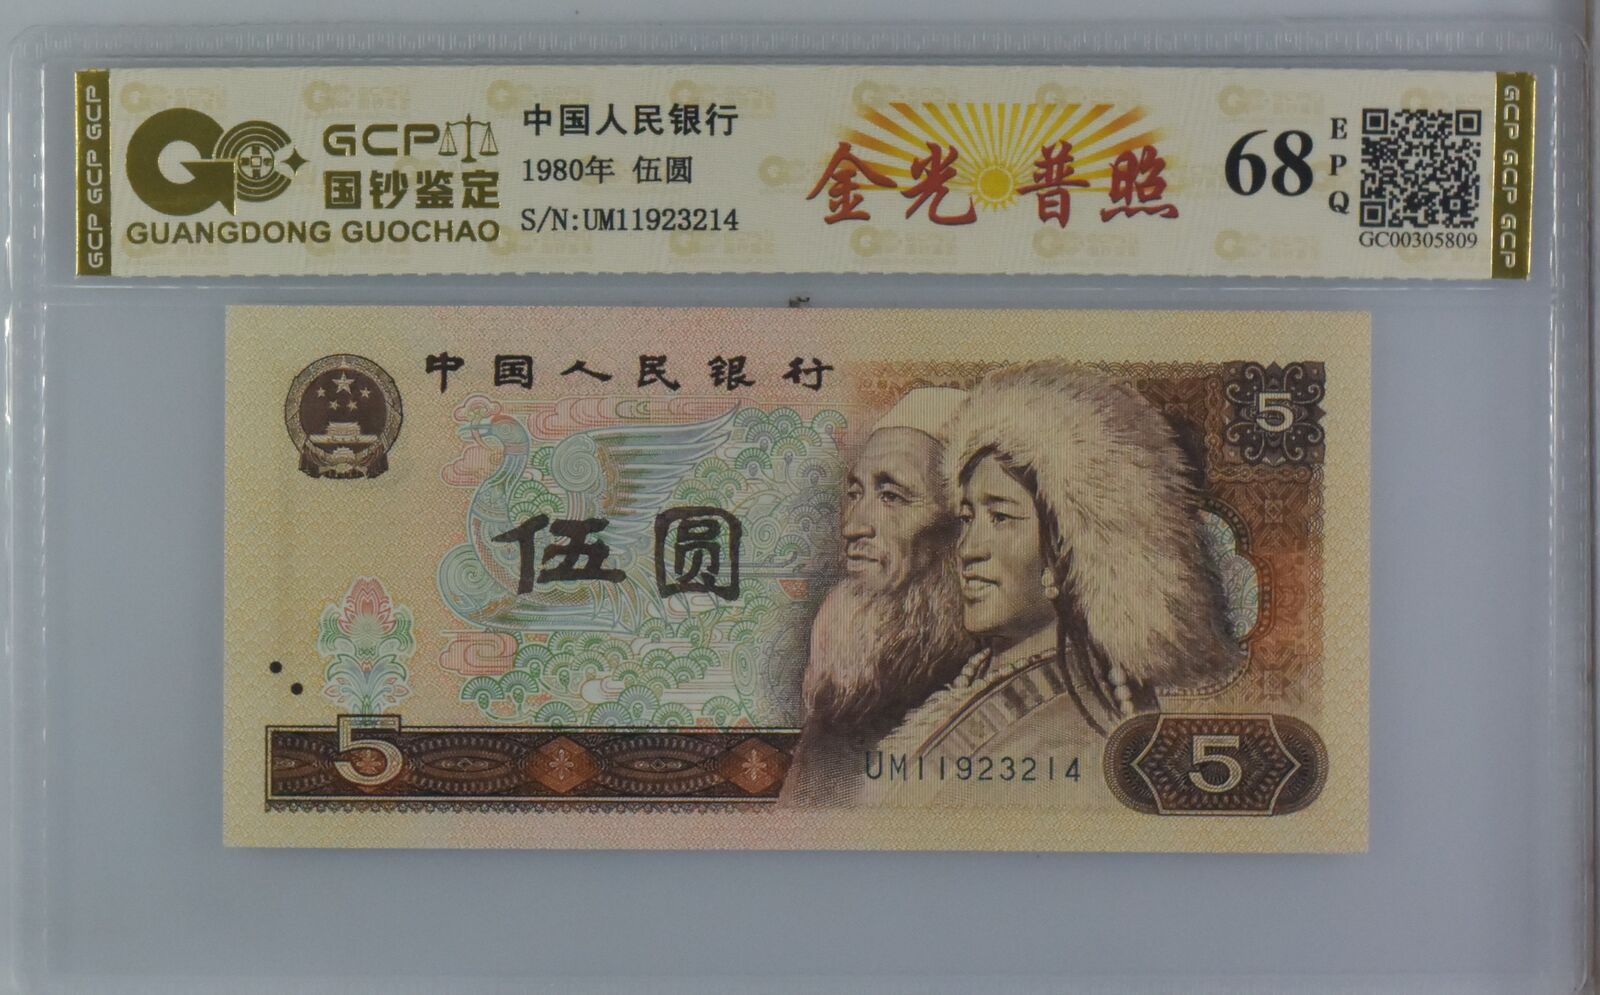 GCP GCP GCP
GCP
国钞鉴定
GUANGDONG GUOCHAO
中国人民银行
1980年 伍圆
S/N:UM11923214
金光普照
68
EPQ
GC00305809
GCP GCP GCP
中国人民银行
5
伍圆
5
UM11923214
5